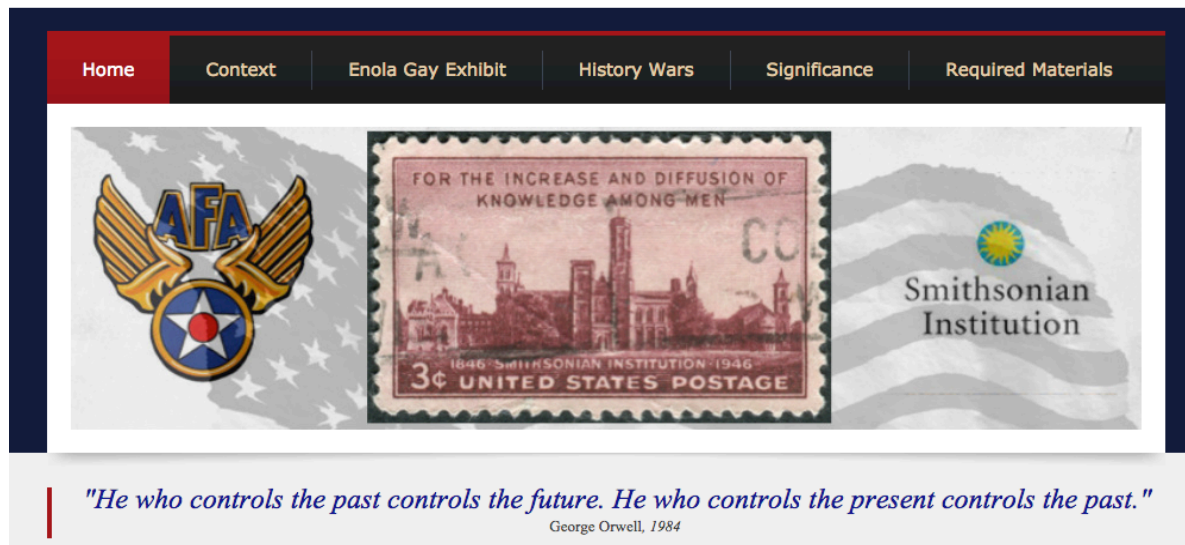 Home Context Enola Gay Exhibit History Wars Significance Required Materials
AFA
FOR THE INCREASE AND DIFFUSION OF
KNOWLEDGE AMONG MEN
CO
1846·SMITHSONIAN INSTITUTION·1946
3¢ UNITED STATES POSTAGE
Smithsonian
Institution
"He who controls the past controls the future. He who controls the present controls the past."
George Orwell, 1984